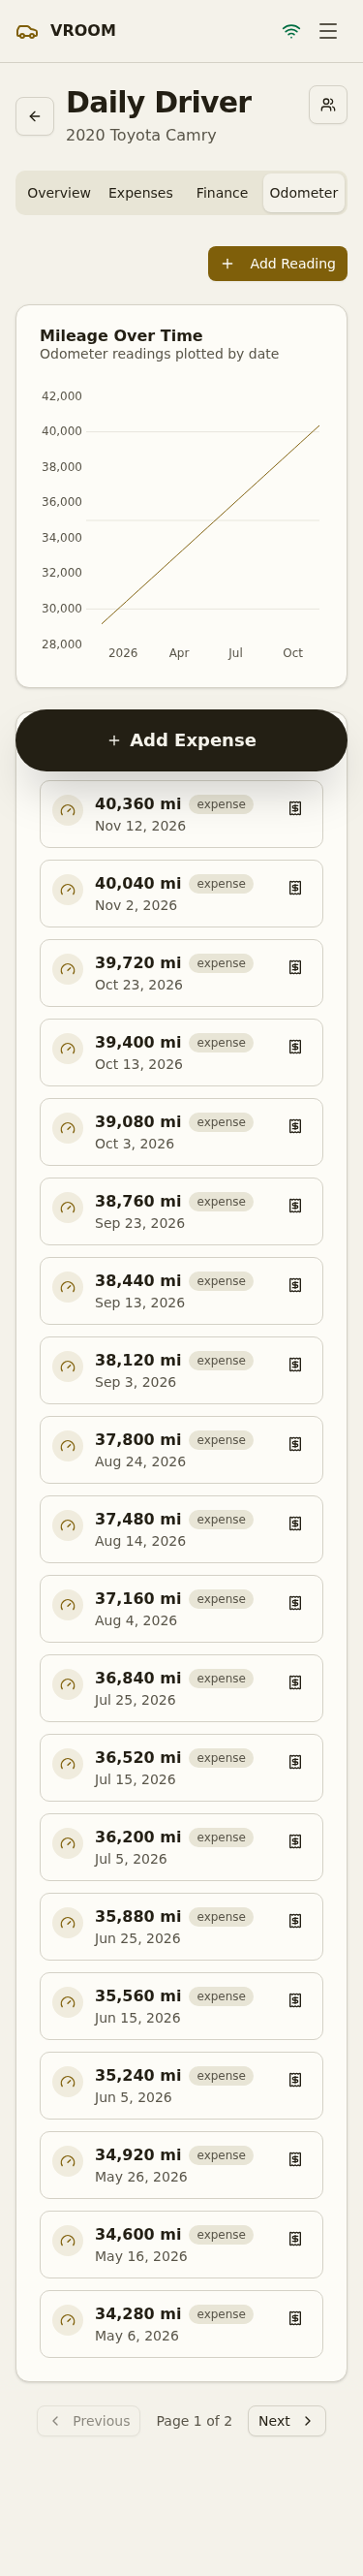 VROOM
Daily Driver
2020 Toyota Camry
Overview Expenses Finance Odometer
Add Reading
Mileage Over Time
Odometer readings plotted by date
42,000
40,000
38,000
36,000
34,000
32,000
30,000
28,000
2026 Apr Jul Oct
Add Expense
40,360 mi expense
Nov 12, 2026
40,040 mi expense
Nov 2, 2026
39,720 mi expense
Oct 23, 2026
39,400 mi expense
Oct 13, 2026
39,080 mi expense
Oct 3, 2026
38,760 mi expense
Sep 23, 2026
38,440 mi expense
Sep 13, 2026
38,120 mi expense
Sep 3, 2026
37,800 mi expense
Aug 24, 2026
37,480 mi expense
Aug 14, 2026
37,160 mi expense
Aug 4, 2026
36,840 mi expense
Jul 25, 2026
36,520 mi expense
Jul 15, 2026
36,200 mi expense
Jul 5, 2026
35,880 mi expense
Jun 25, 2026
35,560 mi expense
Jun 15, 2026
35,240 mi expense
Jun 5, 2026
34,920 mi expense
May 26, 2026
34,600 mi expense
May 16, 2026
34,280 mi expense
May 6, 2026
Previous Page 1 of 2 Next